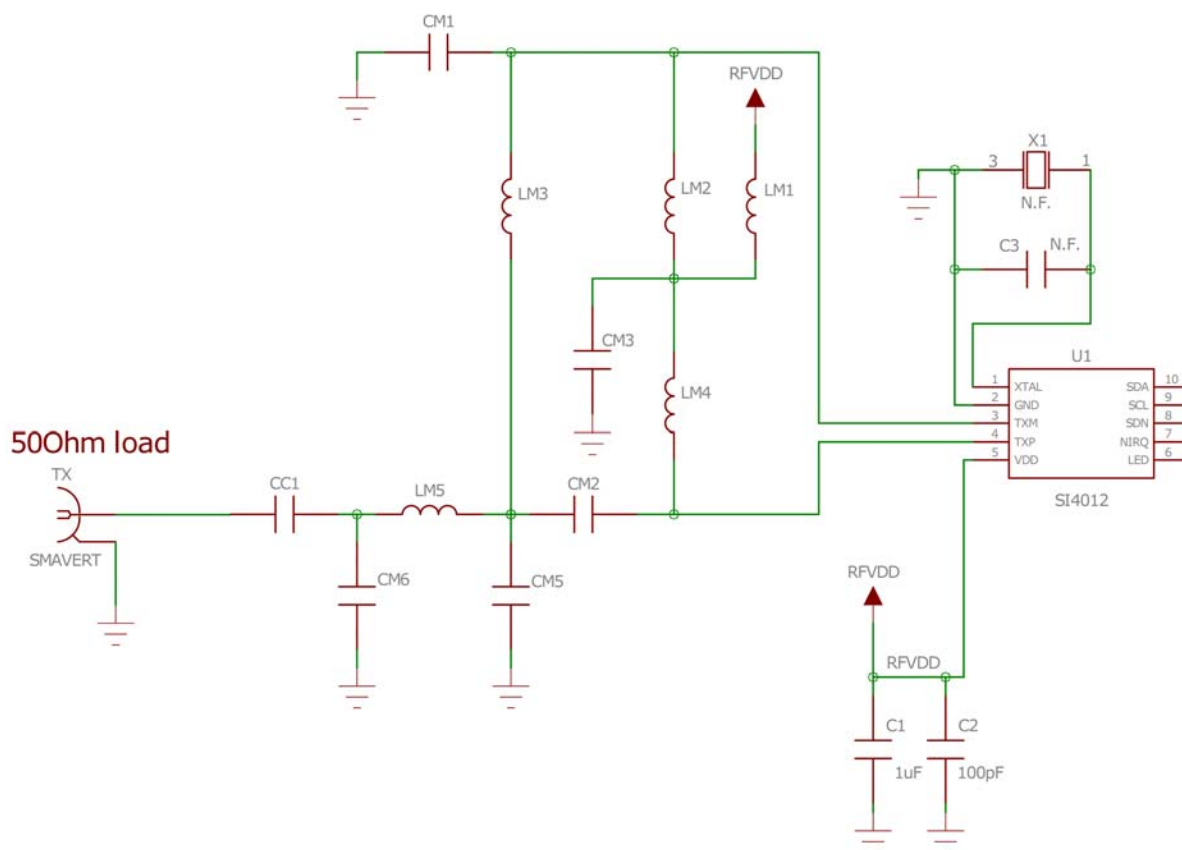 CM1
RFVDD
X1
3
1
N.F.
LM3
LM2
LM1
C3
N.F.
CM3
LM4
U1
1 XTAL
SDA 10
2 GND
SCL 9
3 TXM
SDN 8
4 TXP
NIRQ 7
5 VDD
LED 6
SI4012
50Ohm load
TX
SMAVERT
CC1
LM5
CM2
CM6
CM5
RFVDD
RFVDD
C1
1uF
C2
100pF